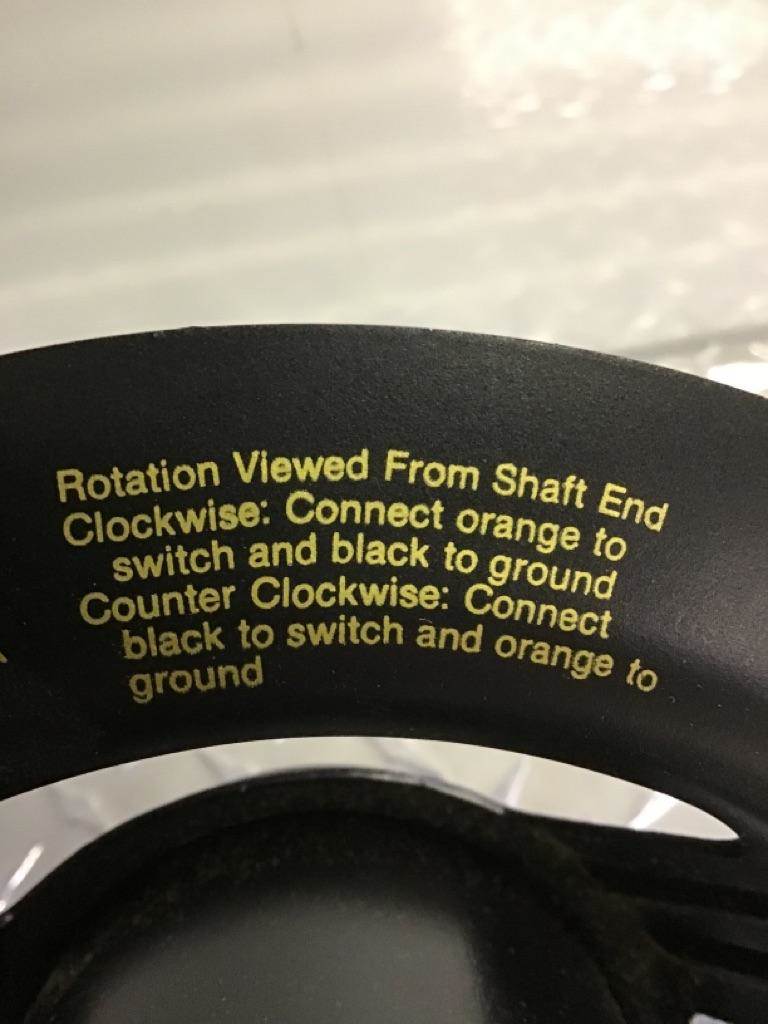 Rotation Viewed From Shaft End
Clockwise: Connect orange to
switch and black to ground
Counter Clockwise: Connect
black to switch and orange to
ground